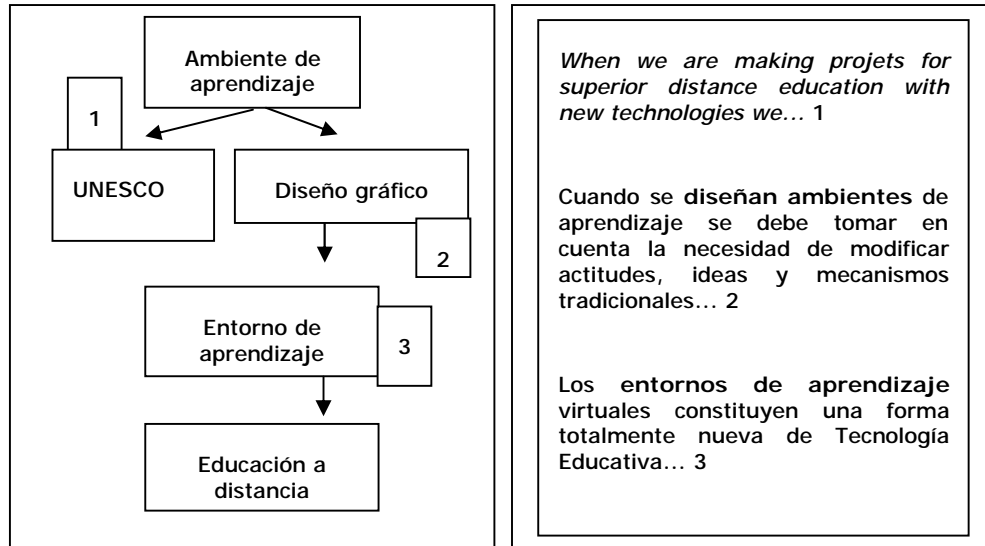 Ambiente de
aprendizaje
1
UNESCO
Diseño gráfico
2
Entorno de
aprendizaje
3
Educación a
distancia
When we are making projets for
superior distance education with
new technologies we... 1
Cuando se diseñan ambientes de
aprendizaje se debe tomar en
cuenta la necesidad de modificar
actitudes, ideas y mecanismos
tradicionales... 2
Los entornos de aprendizaje
virtuales constituyen una forma
totalmente nueva de Tecnología
Educativa... 3